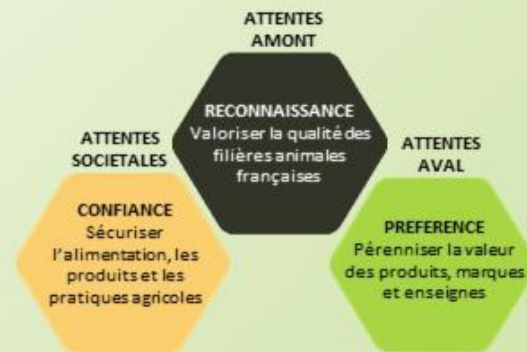 ATTENTES
AMONT
RECONNAISSANCE
Valoriser la qualité des
filières animales
françaises
ATTENTES
SOCIETALES
CONFIANCE
Sécuriser
l'alimentation, les
produits et les
pratiques agricoles
ATTENTES
AVAL
PREFERENCE
Pérenniser la valeur
des produits, marques
et enseignes